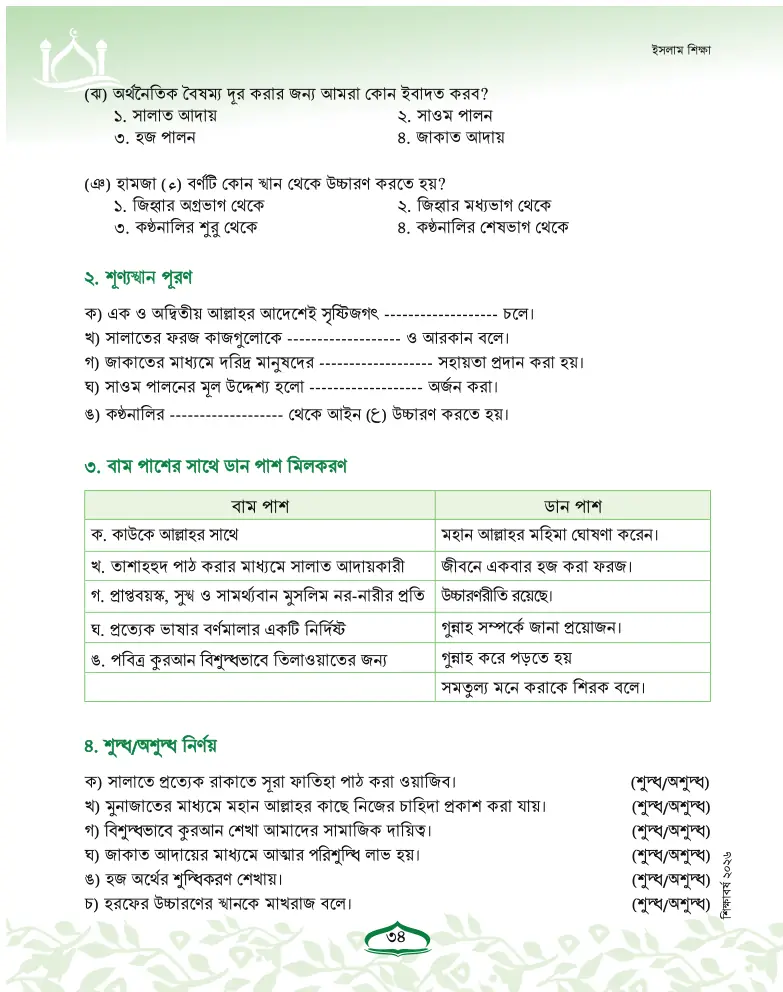 ইসলাম শিক্ষা
(ঝ) অর্থনৈতিক বৈষম্য দূর করার জন্য আমরা কোন ইবাদত করব?
১. সালাত আদায় ২. সাওম পালন
৩. হজ পালন ৪. জাকাত আদায়
(ঞ) হামজা (ء) বর্ণটি কোন স্থান থেকে উচ্চারণ করতে হয়?
১. জিহ্বার অগ্রভাগ থেকে ২. জিহ্বার মধ্যভাগ থেকে
৩. কণ্ঠনালির শুরু থেকে ৪. কণ্ঠনালির শেষভাগ থেকে
২. শূণ্যস্থান পূরণ
ক) এক ও অদ্বিতীয় আল্লাহর আদেশেই সৃষ্টিজগৎ ------------------- চলে।
খ) সালাতের ফরজ কাজগুলোকে ------------------- ও আরকান বলে।
গ) জাকাতের মাধ্যমে দরিদ্র মানুষদের ------------------- সহায়তা প্রদান করা হয়।
ঘ) সাওম পালনের মূল উদ্দেশ্য হলো ------------------- অর্জন করা।
ঙ) কণ্ঠনালির ------------------- থেকে আইন (ع) উচ্চারণ করতে হয়।
৩. বাম পাশের সাথে ডান পাশ মিলকরণ
বাম পাশ ডান পাশ
ক. কাউকে আল্লাহর সাথে মহান আল্লাহর মহিমা ঘোষণা করেন।
খ. তাশাহহুদ পাঠ করার মাধ্যমে সালাত আদায়কারী জীবনে একবার হজ করা ফরজ।
গ. প্রাপ্তবয়স্ক, সুস্থ ও সামর্থ্যবান মুসলিম নর-নারীর প্রতি উচ্চারণরীতি রয়েছে।
ঘ. প্রত্যেক ভাষার বর্ণমালার একটি নির্দিষ্ট গুন্নাহ সম্পর্কে জানা প্রয়োজন।
ঙ. পবিত্র কুরআন বিশুদ্ধভাবে তিলাওয়াতের জন্য গুন্নাহ করে পড়তে হয়
সমতুল্য মনে করাকে শিরক বলে।
৪. শুদ্ধ/অশুদ্ধ নির্ণয়
ক) সালাতে প্রত্যেক রাকাতে সূরা ফাতিহা পাঠ করা ওয়াজিব। (শুদ্ধ/অশুদ্ধ)
খ) মুনাজাতের মাধ্যমে মহান আল্লাহর কাছে নিজের চাহিদা প্রকাশ করা যায়। (শুদ্ধ/অশুদ্ধ)
গ) বিশুদ্ধভাবে কুরআন শেখা আমাদের সামাজিক দায়িত্ব। (শুদ্ধ/অশুদ্ধ)
ঘ) জাকাত আদায়ের মাধ্যমে আত্মার পরিশুদ্ধি লাভ হয়। (শুদ্ধ/অশুদ্ধ)
ঙ) হজ অর্থের শুদ্ধিকরণ শেখায়। (শুদ্ধ/অশুদ্ধ)
চ) হরফের উচ্চারণের স্থানকে মাখরাজ বলে। (শুদ্ধ/অশুদ্ধ)
শিক্ষাবর্ষ ২০২৬
৩৪